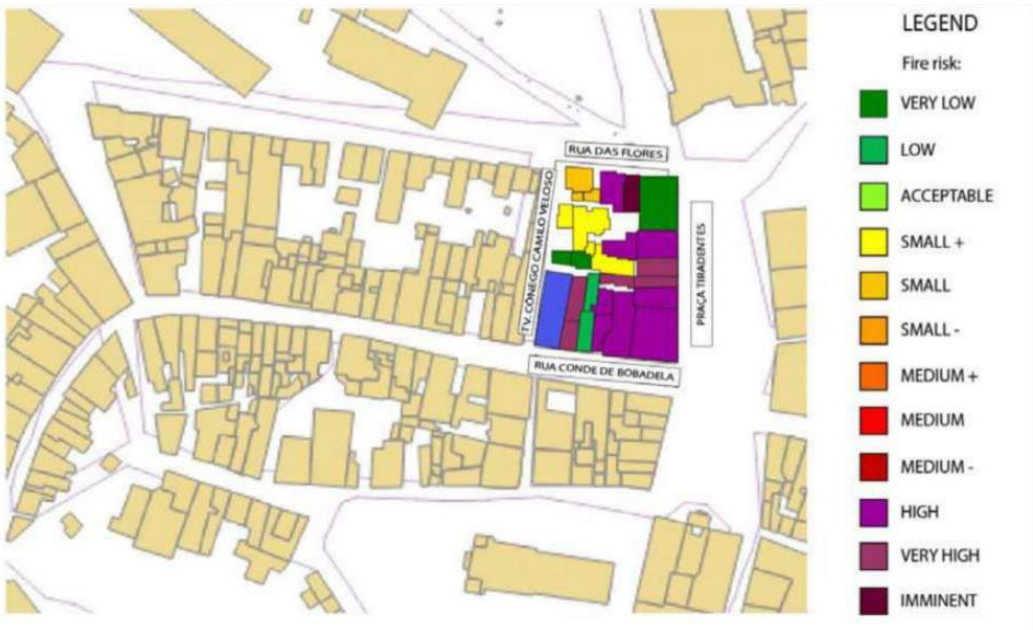 LEGEND
Fire risk:
VERY LOW
LOW
ACCEPTABLE
SMALL +
SMALL
SMALL -
MEDIUM +
MEDIUM
MEDIUM -
HIGH
VERY HIGH
IMMINENT
RUA DAS FLORES
TV. CÔNEGO CAMILO VELOSO
PRAÇA TIRADENTES
RUA CONDE DE BOBADELA